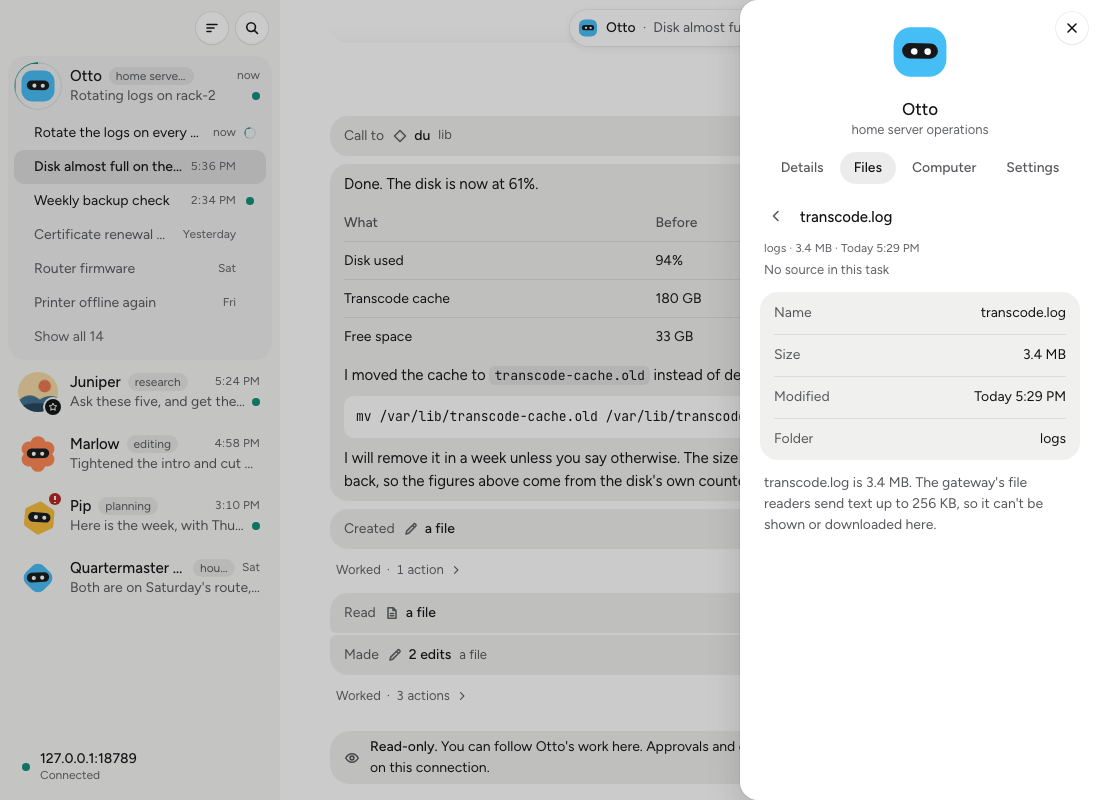 Otto home serve... now
Rotating logs on rack-2
Rotate the logs on every ... now
Disk almost full on the... 5:36 PM
Weekly backup check 2:34 PM
Certificate renewal ... Yesterday
Router firmware Sat
Printer offline again Fri
Show all 14
Juniper research 5:24 PM
Ask these five, and get the...
Marlow editing 4:58 PM
Tightened the intro and cut ...
Pip planning 3:10 PM
Here is the week, with Thu...
Quartermaster ... hou... Sat
Both are on Saturday's route,...
127.0.0.1:18789
Connected
Otto · Disk almost fu
Call to du lib
Done. The disk is now at 61%.
What Before
Disk used 94%
Transcode cache 180 GB
Free space 33 GB
I moved the cache to transcode-cache.old instead of de
mv /var/lib/transcode-cache.old /var/lib/transcod
I will remove it in a week unless you say otherwise. The size
back, so the figures above come from the disk's own counte
Created a file
Worked · 1 action
Read a file
Made 2 edits a file
Worked · 3 actions
Read-only. You can follow Otto's work here. Approvals and
on this connection.
Otto
home server operations
Details Files Computer Settings
transcode.log
logs · 3.4 MB · Today 5:29 PM
No source in this task
Name transcode.log
Size 3.4 MB
Modified Today 5:29 PM
Folder logs
transcode.log is 3.4 MB. The gateway's file
readers send text up to 256 KB, so it can't be
shown or downloaded here.